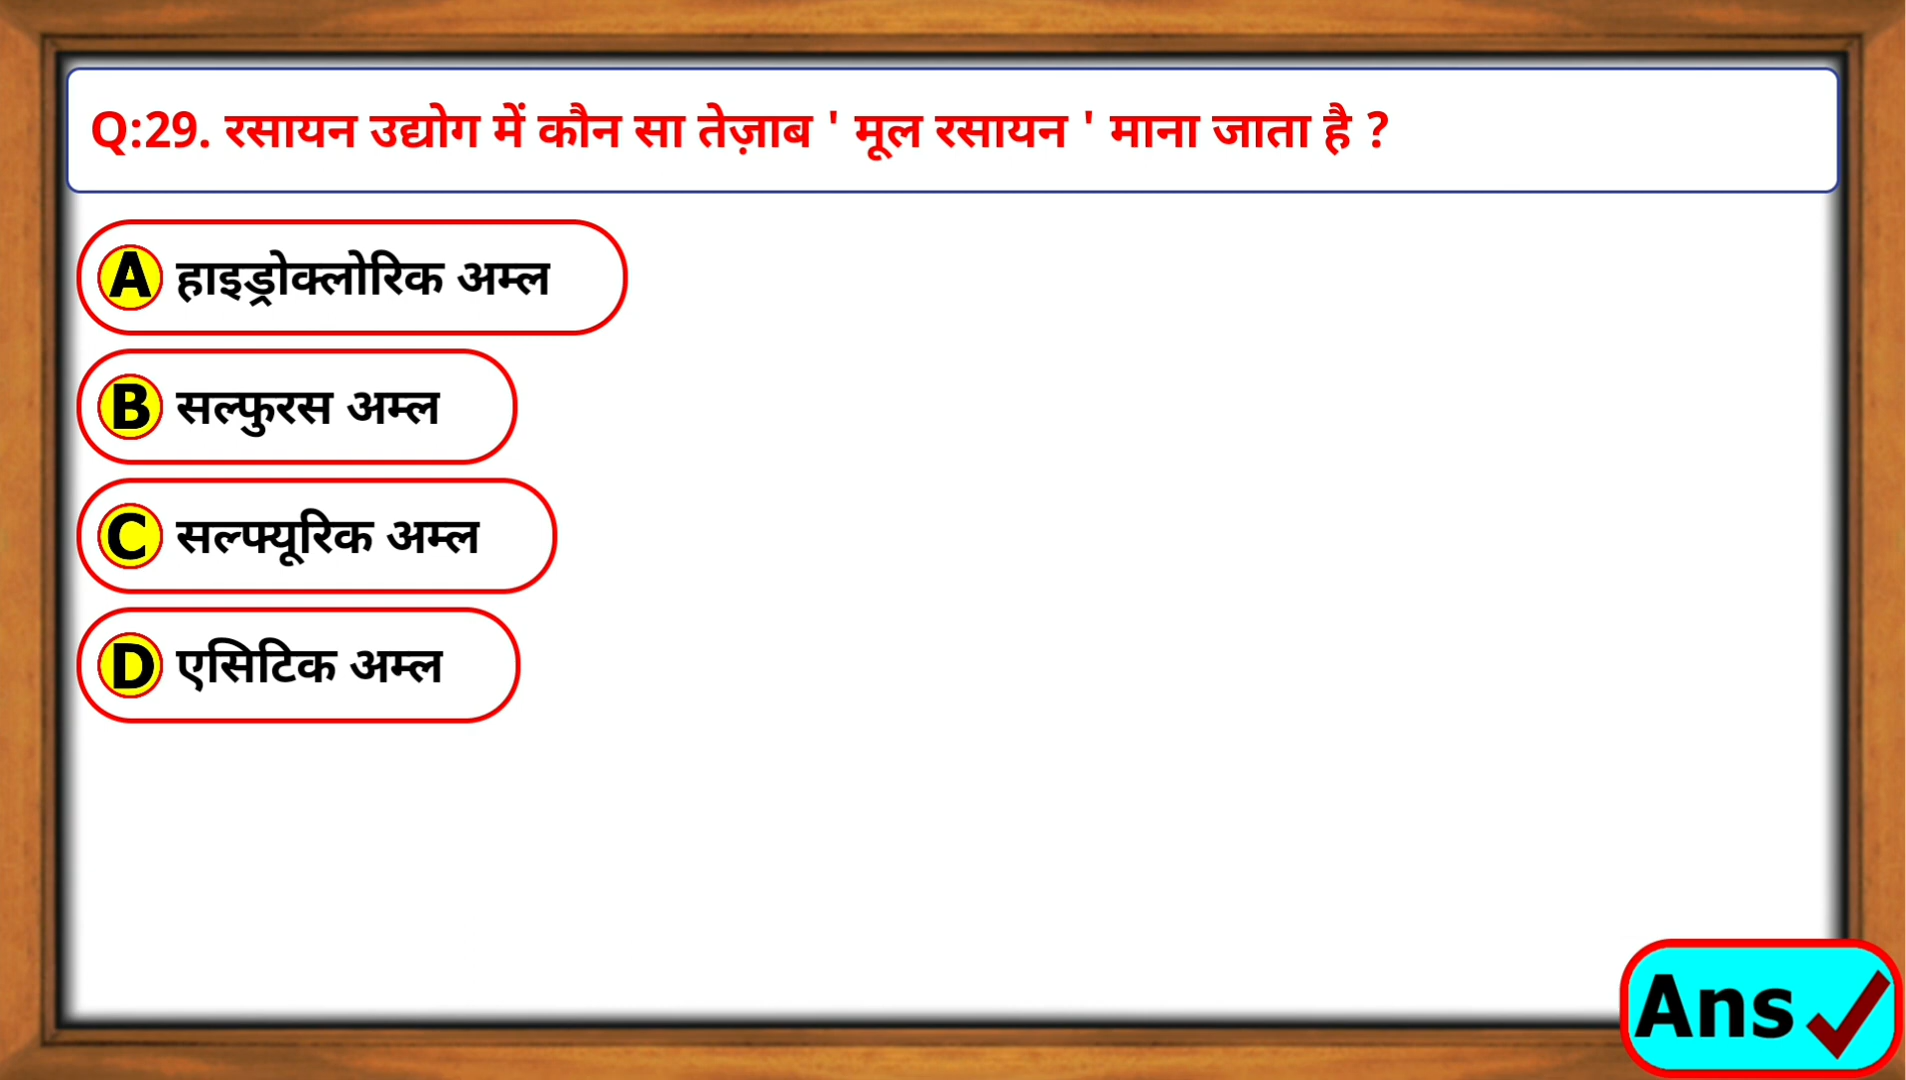 Q:29. रसायन उद्योग में कौन सा तेज़ाब ' मूल रसायन ' माना जाता है ?
A हाइड्रोक्लोरिक अम्ल
B सल्फुरस अम्ल
C सल्फ्यूरिक अम्ल
D एसिटिक अम्ल
Ans